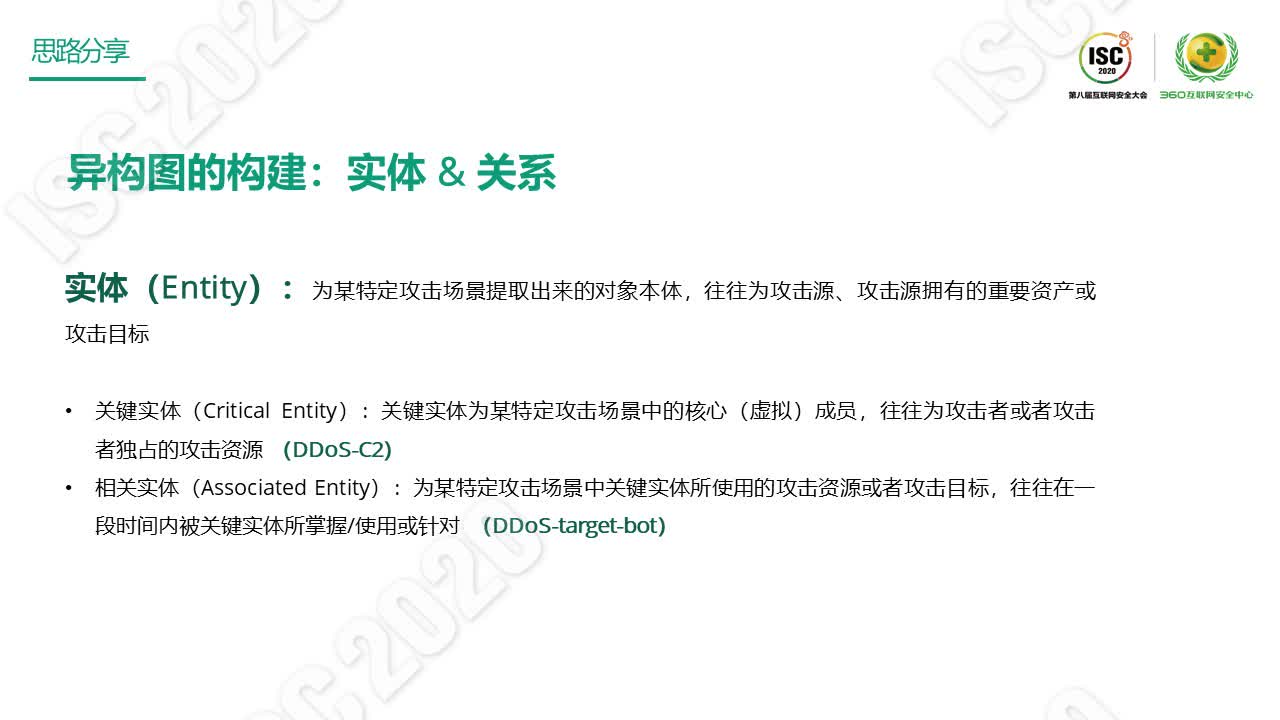 思路分享
ISC
2020
第八届互联网安全大会
360互联网安全中心
异构图的构建：实体 & 关系
实体（Entity）：为某特定攻击场景提取出来的对象本体，往往为攻击源、攻击源拥有的重要资产或
攻击目标
• 关键实体（Critical Entity）：关键实体为某特定攻击场景中的核心（虚拟）成员，往往为攻击者或者攻击
者独占的攻击资源 （DDoS-C2）
• 相关实体（Associated Entity）：为某特定攻击场景中关键实体所使用的攻击资源或者攻击目标，往往在一
段时间内被关键实体所掌握/使用或针对 （DDoS-target-bot）
ISC2020
ISC2020
ISC